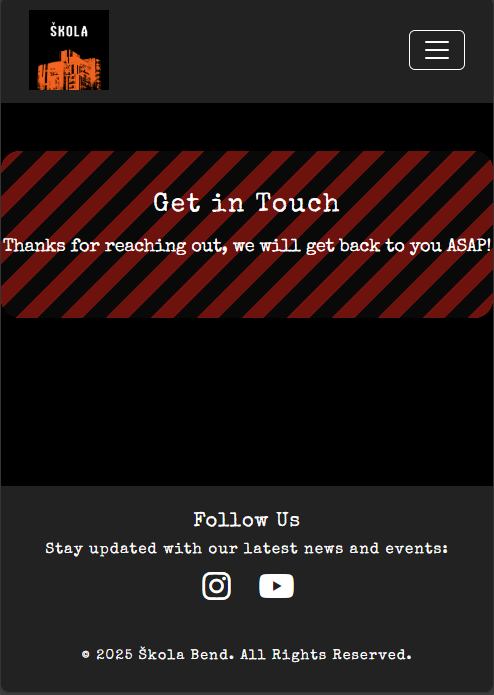 ŠKOLA
Get in Touch
Thanks for reaching out, we will get back to you ASAP!
Follow Us
Stay updated with our latest news and events:
© 2025 Škola Bend. All Rights Reserved.